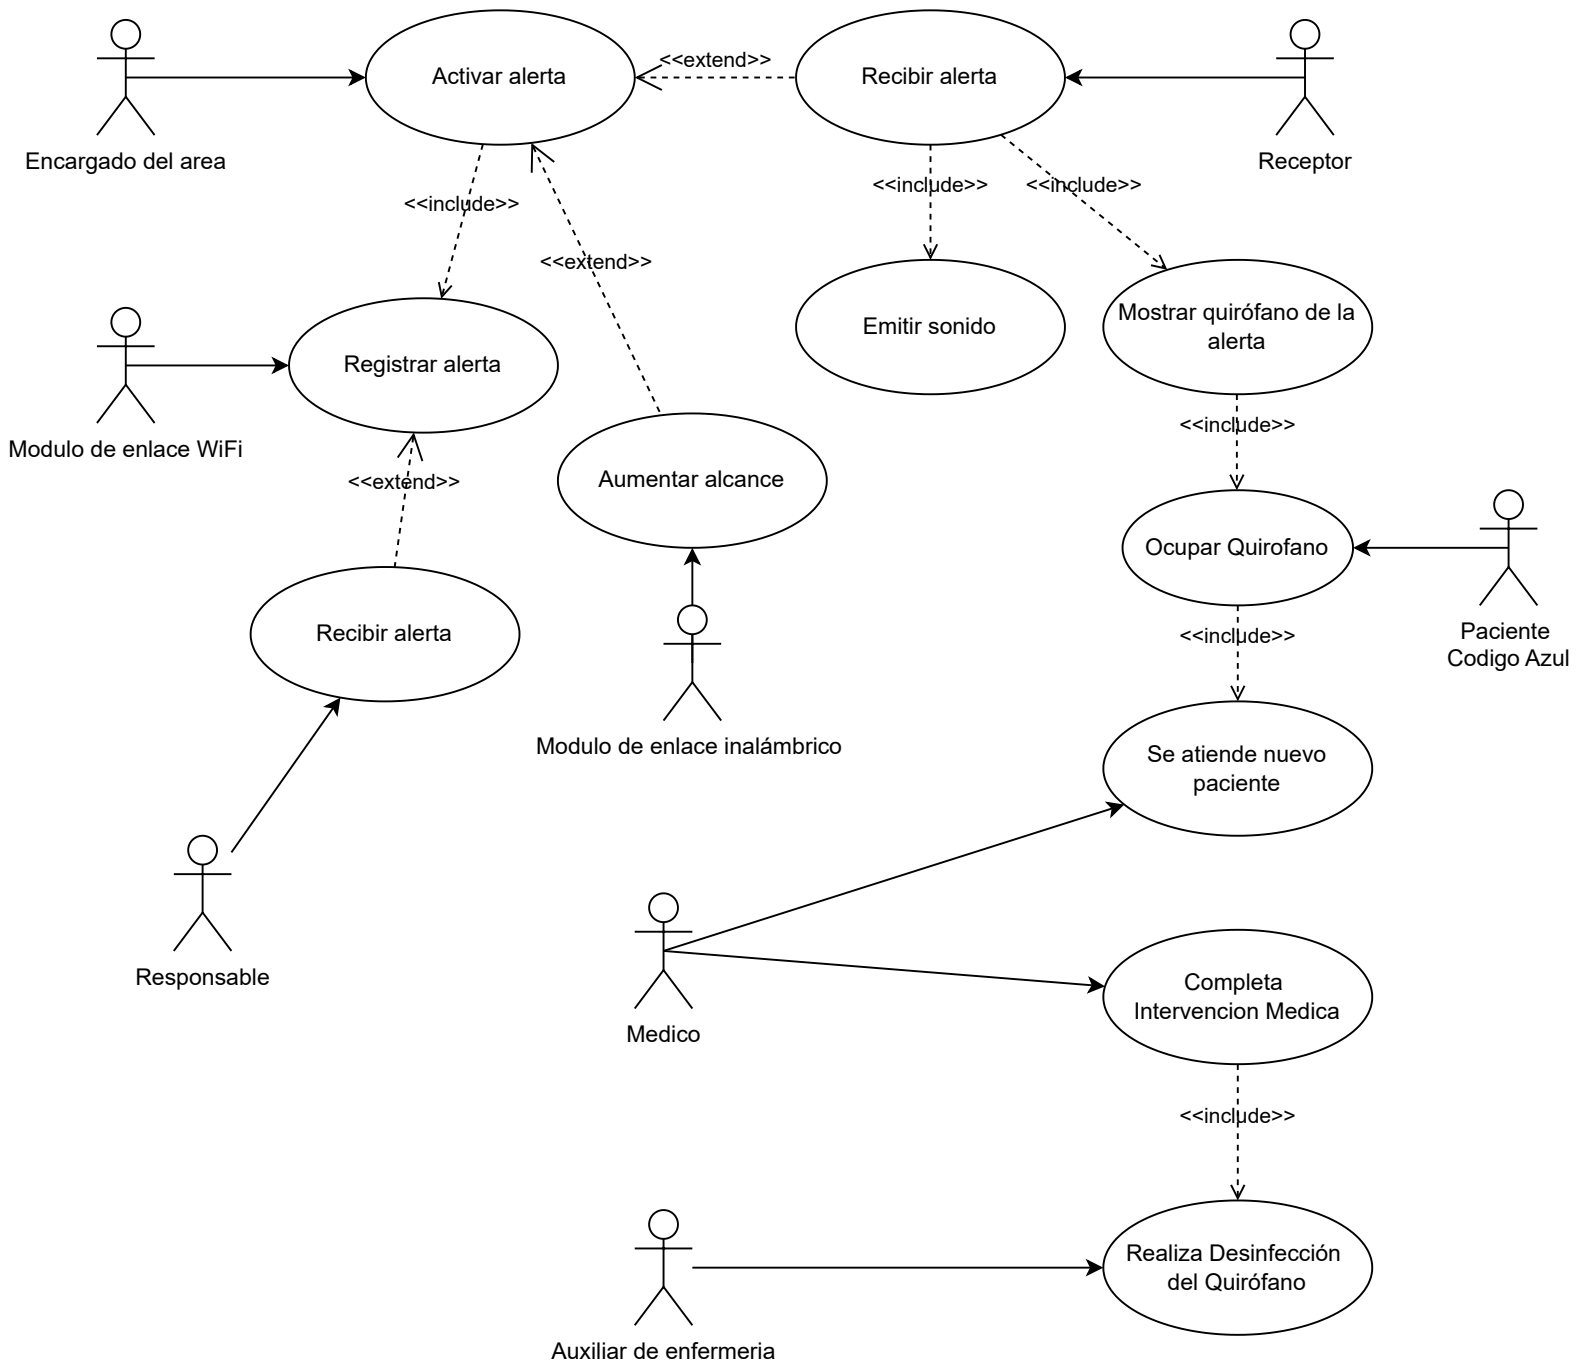 Activar alerta
<<extend>>
Recibir alerta
Encargado del area
Receptor
<<include>>
<<include>>
<<include>>
<<extend>>
Emitir sonido
Mostrar quirófano de la
alerta
Registrar alerta
Modulo de enlace WiFi
<<include>>
<<extend>>
Aumentar alcance
Ocupar Quirofano
Paciente
Codigo Azul
Recibir alerta
<<include>>
Modulo de enlace inalámbrico
Se atiende nuevo
paciente
Responsable
Medico
Completa
Intervencion Medica
<<include>>
Realiza Desinfección
del Quirófano
Auxiliar de enfermeria